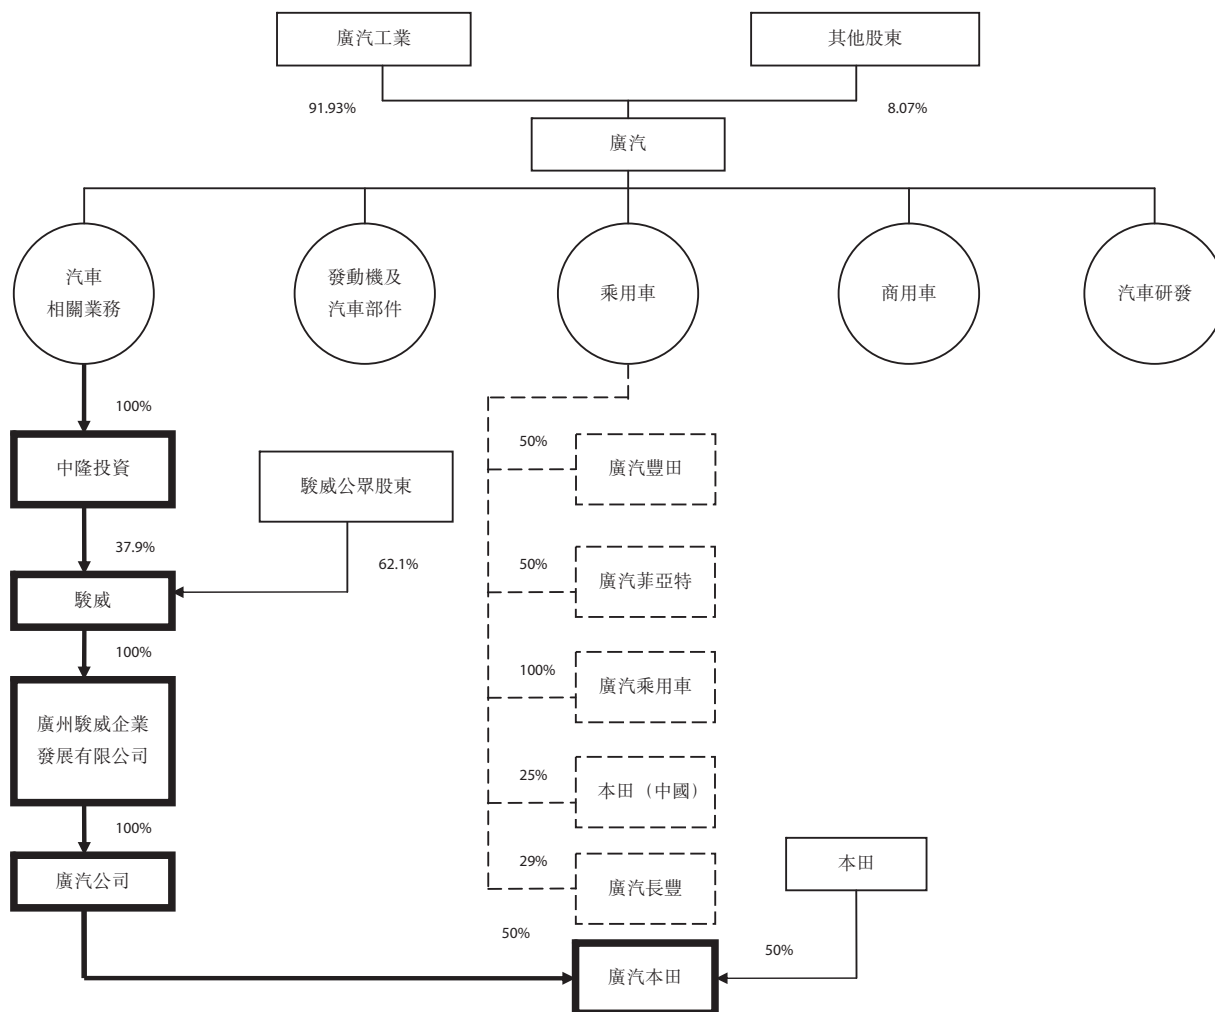 廣汽工業
其他股東
91.93%
8.07%
廣汽
汽車
相關業務
發動機及
汽車部件
乘用車
商用車
汽車研發
100%
中隆投資
37.9%
駿威公眾股東
62.1%
駿威
100%
廣州駿威企業
發展有限公司
100%
廣汽公司
50%
廣汽豐田
50%
廣汽菲亞特
100%
廣汽乘用車
25%
本田（中國）
29%
廣汽長豐
本田
50%
50%
廣汽本田